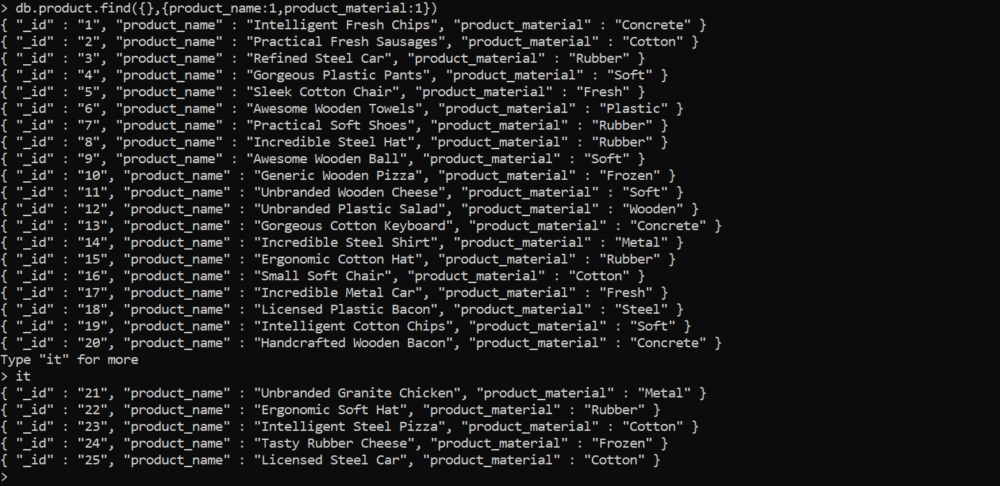 > db.product.find({},{product_name:1,product_material:1})
{ "_id" : "1", "product_name" : "Intelligent Fresh Chips", "product_material" : "Concrete" }
{ "_id" : "2", "product_name" : "Practical Fresh Sausages", "product_material" : "Cotton" }
{ "_id" : "3", "product_name" : "Refined Steel Car", "product_material" : "Rubber" }
{ "_id" : "4", "product_name" : "Gorgeous Plastic Pants", "product_material" : "Soft" }
{ "_id" : "5", "product_name" : "Sleek Cotton Chair", "product_material" : "Fresh" }
{ "_id" : "6", "product_name" : "Awesome Wooden Towels", "product_material" : "Plastic" }
{ "_id" : "7", "product_name" : "Practical Soft Shoes", "product_material" : "Rubber" }
{ "_id" : "8", "product_name" : "Incredible Steel Hat", "product_material" : "Rubber" }
{ "_id" : "9", "product_name" : "Awesome Wooden Ball", "product_material" : "Soft" }
{ "_id" : "10", "product_name" : "Generic Wooden Pizza", "product_material" : "Frozen" }
{ "_id" : "11", "product_name" : "Unbranded Wooden Cheese", "product_material" : "Soft" }
{ "_id" : "12", "product_name" : "Unbranded Plastic Salad", "product_material" : "Wooden" }
{ "_id" : "13", "product_name" : "Gorgeous Cotton Keyboard", "product_material" : "Concrete" }
{ "_id" : "14", "product_name" : "Incredible Steel Shirt", "product_material" : "Metal" }
{ "_id" : "15", "product_name" : "Ergonomic Cotton Hat", "product_material" : "Rubber" }
{ "_id" : "16", "product_name" : "Small Soft Chair", "product_material" : "Cotton" }
{ "_id" : "17", "product_name" : "Incredible Metal Car", "product_material" : "Fresh" }
{ "_id" : "18", "product_name" : "Licensed Plastic Bacon", "product_material" : "Steel" }
{ "_id" : "19", "product_name" : "Intelligent Cotton Chips", "product_material" : "Soft" }
{ "_id" : "20", "product_name" : "Handcrafted Wooden Bacon", "product_material" : "Concrete" }
Type "it" for more
> it
{ "_id" : "21", "product_name" : "Unbranded Granite Chicken", "product_material" : "Metal" }
{ "_id" : "22", "product_name" : "Ergonomic Soft Hat", "product_material" : "Rubber" }
{ "_id" : "23", "product_name" : "Intelligent Steel Pizza", "product_material" : "Cotton" }
{ "_id" : "24", "product_name" : "Tasty Rubber Cheese", "product_material" : "Frozen" }
{ "_id" : "25", "product_name" : "Licensed Steel Car", "product_material" : "Cotton" }
>